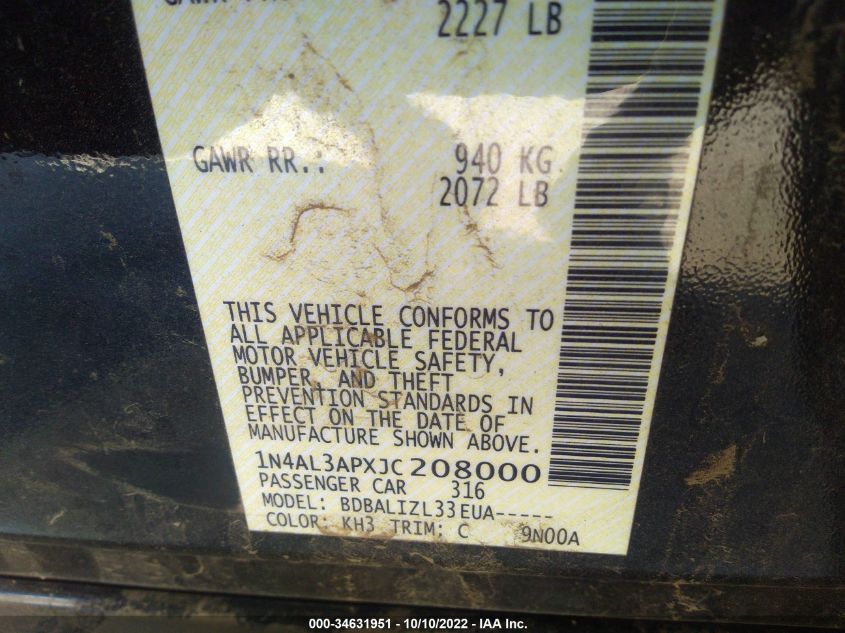 2227 LB
GAWR RR.: 940 KG
2072 LB
THIS VEHICLE CONFORMS TO
ALL APPLICABLE FEDERAL
MOTOR VEHICLE SAFETY,
BUMPER, AND THEFT
PREVENTION STANDARDS IN
EFFECT ON THE DATE OF
MANUFACTURE SHOWN ABOVE.
1N4AL3APXJC208000
PASSENGER CAR 316
MODEL: BDBALIZL33EUA-----
COLOR: KH3 TRIM: C 9N00A
000-34631951 - 10/10/2022 - IAA Inc.